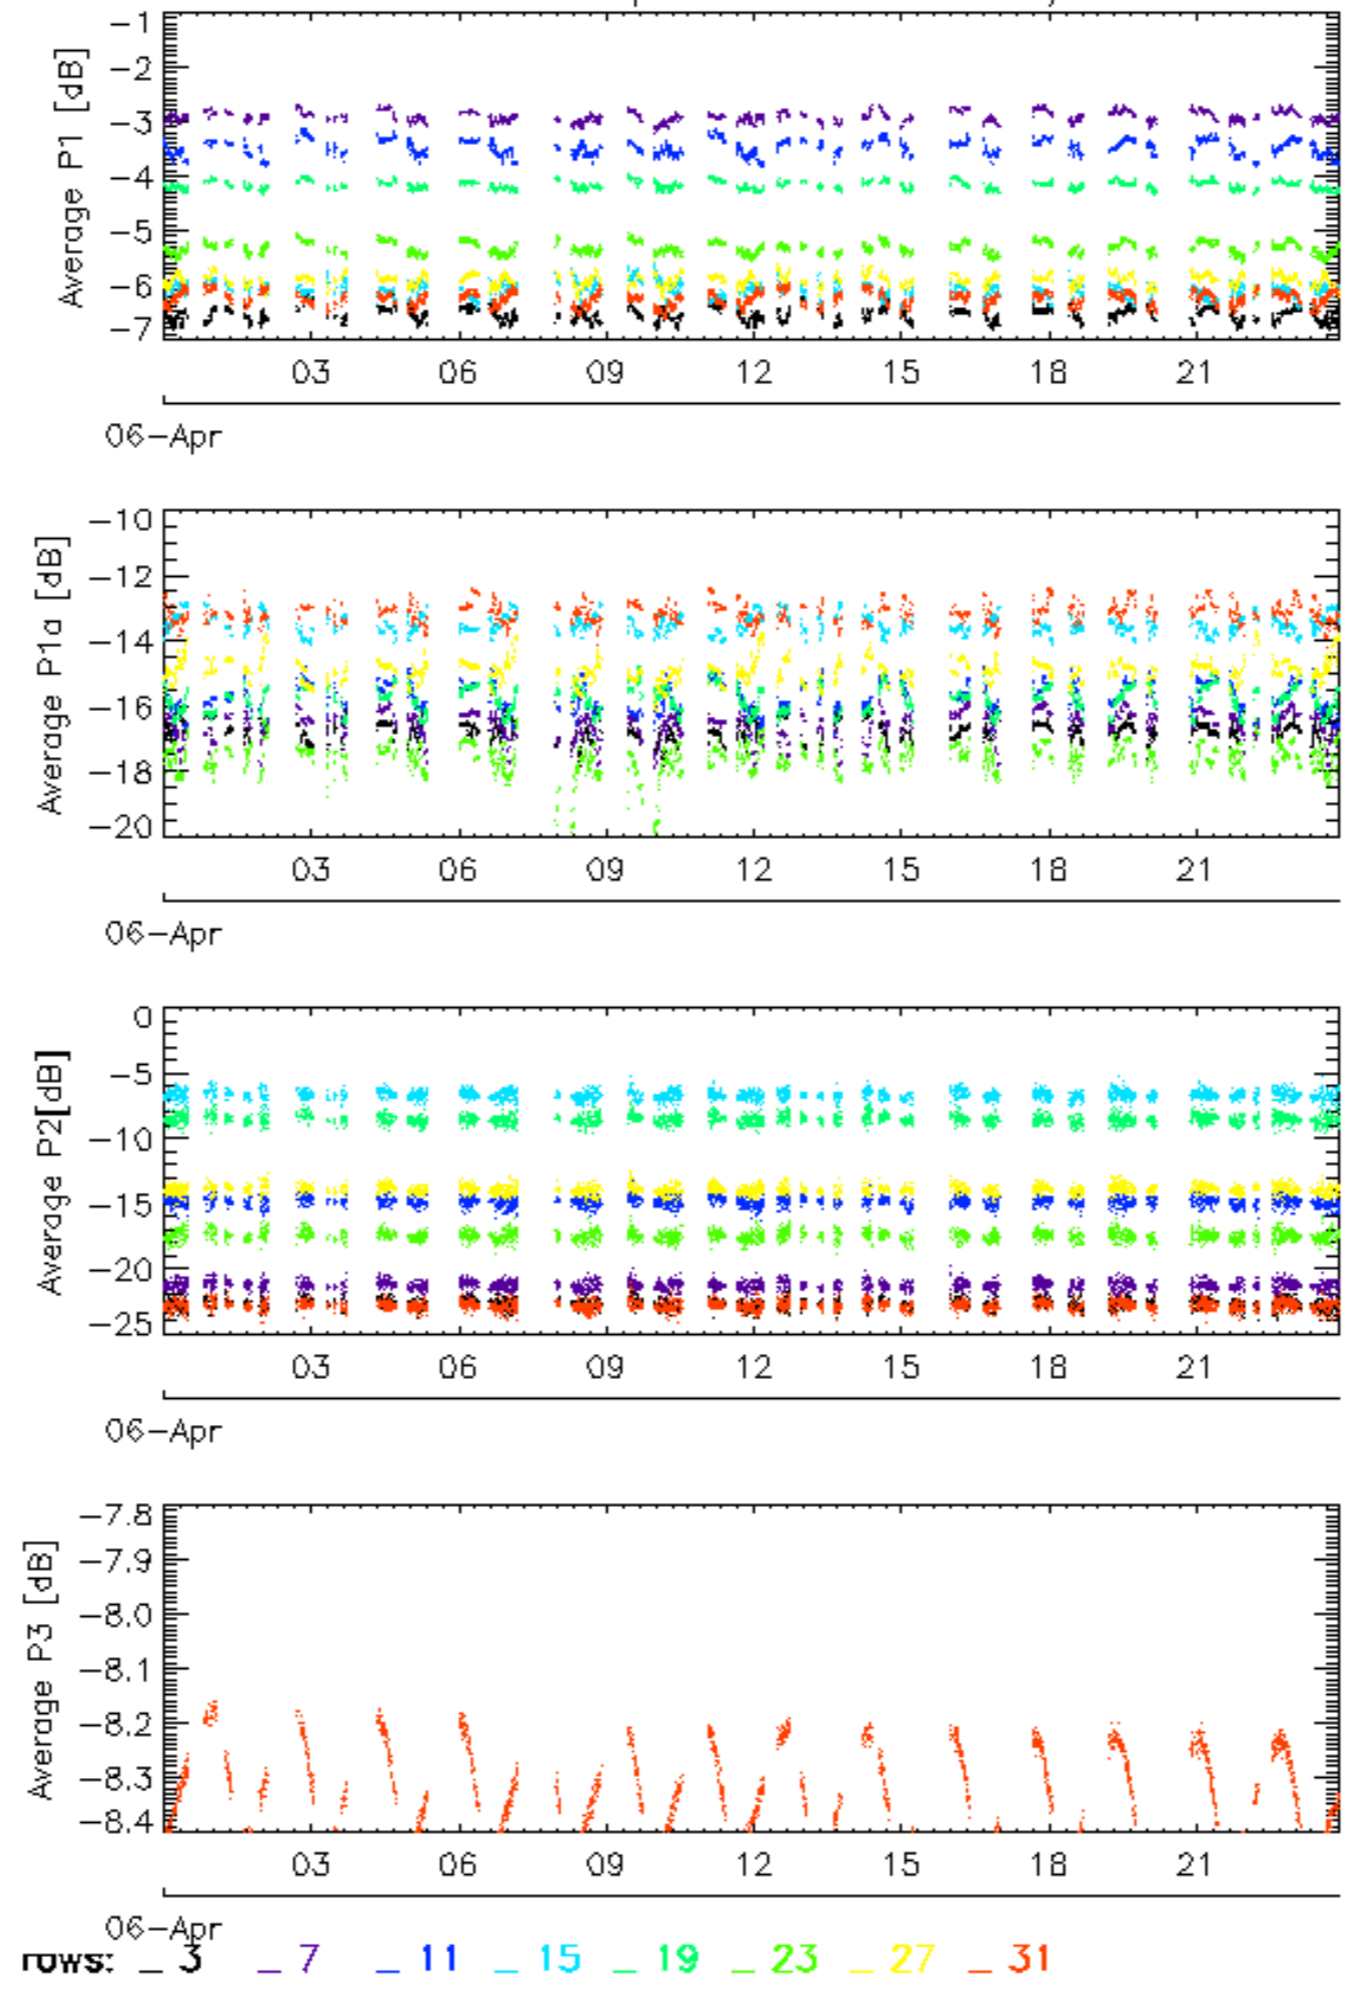 Average P1 [dB]
-1
-2
-3
-4
-5
-6
-7
03 06 09 12 15 18 21
06-Apr
Average P1a [dB]
-10
-12
-14
-16
-18
-20
03 06 09 12 15 18 21
06-Apr
Average P2[dB]
0
-5
-10
-15
-20
-25
03 06 09 12 15 18 21
06-Apr
Average P3 [dB]
-7.8
-7.9
-8.0
-8.1
-8.2
-8.3
-8.4
03 06 09 12 15 18 21
06-Apr
rows: _ 3 _ 7 _ 11 _ 15 _ 19 _ 23 _ 27 _ 31